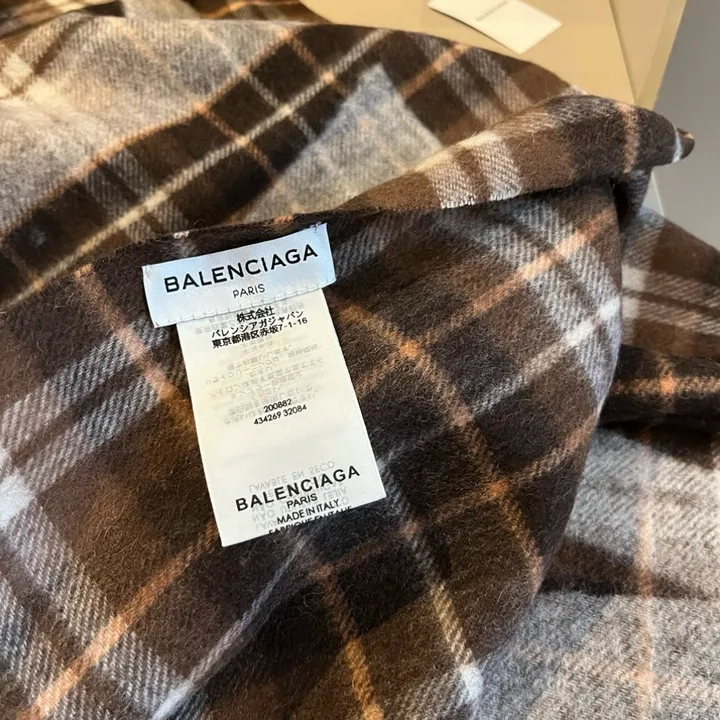 BALENCIAGA
PARIS
株式会社
バレンシアガジャパン
東京都港区赤坂7-1-16
200882
434269 32084
BALENCIAGA
PARIS
MADE IN ITALY